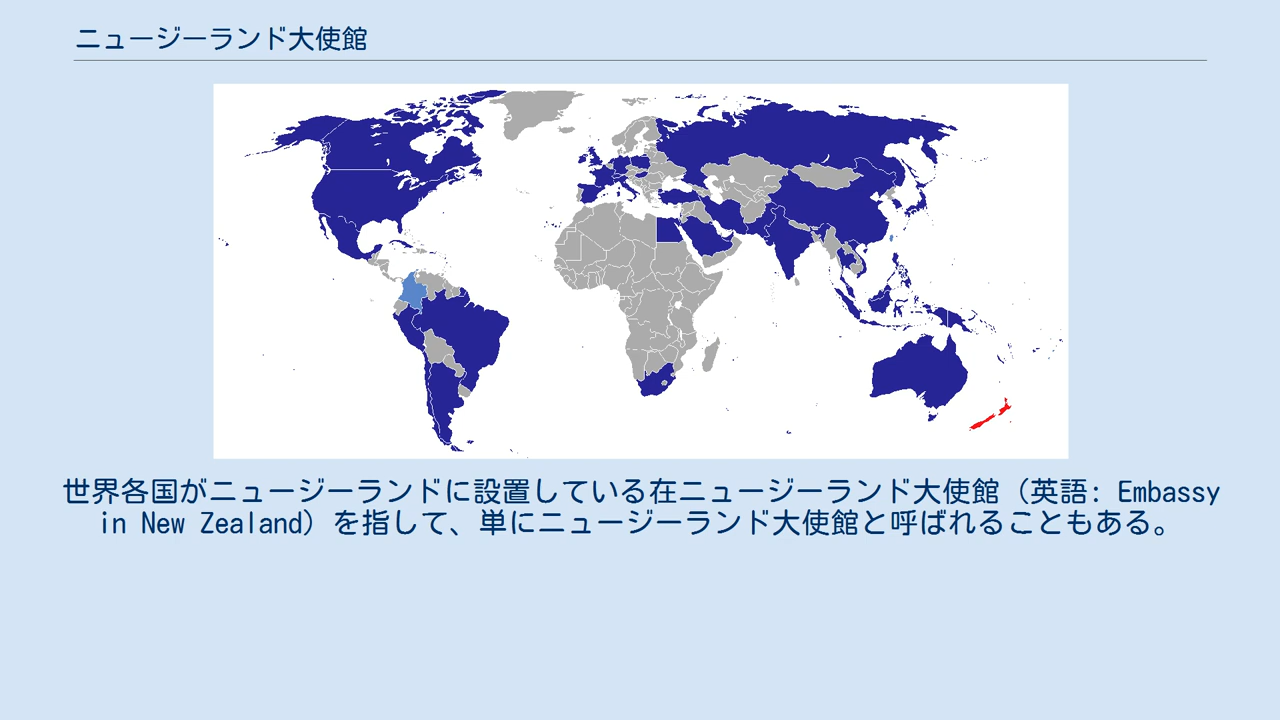 ニュージーランド大使館
世界各国がニュージーランドに設置している在ニュージーランド大使館（英語: Embassy
in New Zealand）を指して、単にニュージーランド大使館と呼ばれることもある。